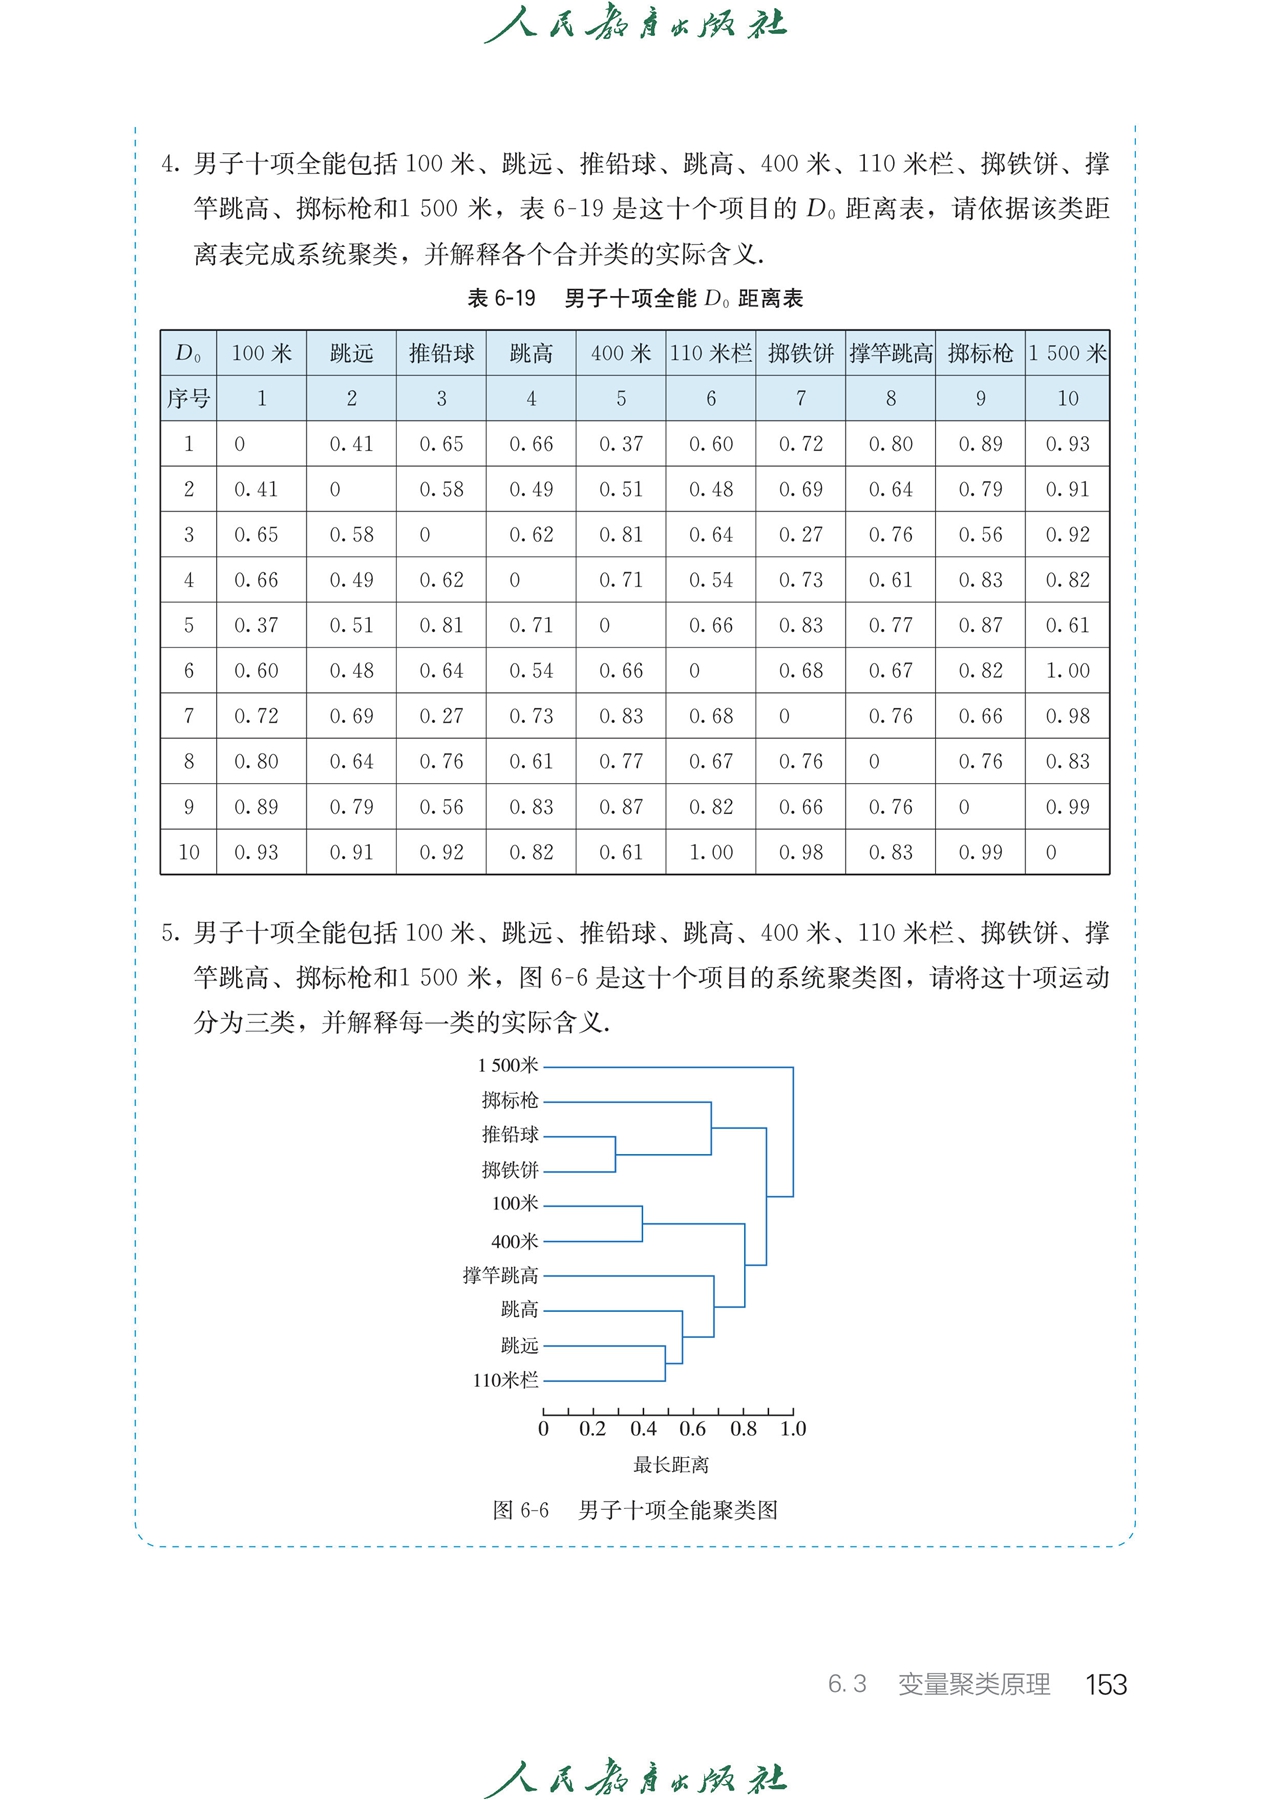 人民教育出版社
4. 男子十项全能包括 100 米、跳远、推铅球、跳高、400 米、110 米栏、掷铁饼、撑
竿跳高、掷标枪和1 500 米，表 6-19 是这十个项目的 D₀ 距离表，请依据该类距
离表完成系统聚类，并解释各个合并类的实际含义.
表 6-19 男子十项全能 D₀ 距离表
D₀ 100 米 跳远 推铅球 跳高 400 米 110 米栏 掷铁饼 撑竿跳高 掷标枪 1 500 米
序号 1 2 3 4 5 6 7 8 9 10
1 0 0.41 0.65 0.66 0.37 0.60 0.72 0.80 0.89 0.93
2 0.41 0 0.58 0.49 0.51 0.48 0.69 0.64 0.79 0.91
3 0.65 0.58 0 0.62 0.81 0.64 0.27 0.76 0.56 0.92
4 0.66 0.49 0.62 0 0.71 0.54 0.73 0.61 0.83 0.82
5 0.37 0.51 0.81 0.71 0 0.66 0.83 0.77 0.87 0.61
6 0.60 0.48 0.64 0.54 0.66 0 0.68 0.67 0.82 1.00
7 0.72 0.69 0.27 0.73 0.83 0.68 0 0.76 0.66 0.98
8 0.80 0.64 0.76 0.61 0.77 0.67 0.76 0 0.76 0.83
9 0.89 0.79 0.56 0.83 0.87 0.82 0.66 0.76 0 0.99
10 0.93 0.91 0.92 0.82 0.61 1.00 0.98 0.83 0.99 0
5. 男子十项全能包括 100 米、跳远、推铅球、跳高、400 米、110 米栏、掷铁饼、撑
竿跳高、掷标枪和1 500 米，图 6-6 是这十个项目的系统聚类图，请将这十项运动
分为三类，并解释每一类的实际含义.
1 500米
掷标枪
推铅球
掷铁饼
100米
400米
撑竿跳高
跳高
跳远
110米栏
0 0.2 0.4 0.6 0.8 1.0
最长距离
图 6-6 男子十项全能聚类图
6.3 变量聚类原理 153
人民教育出版社